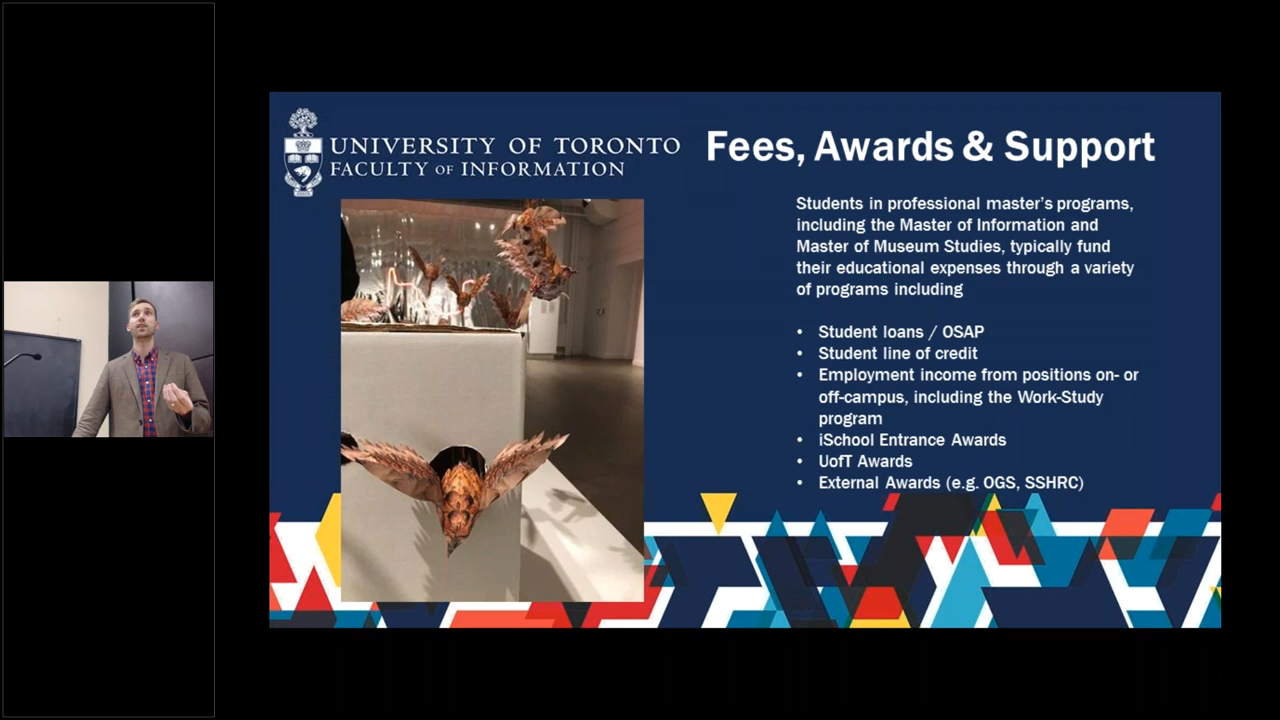 UNIVERSITY OF TORONTO
FACULTY OF INFORMATION
Fees, Awards & Support
Students in professional master's programs,
including the Master of Information and
Master of Museum Studies, typically fund
their educational expenses through a variety
of programs including
• Student loans / OSAP
• Student line of credit
• Employment income from positions on- or
off-campus, including the Work-Study
program
• iSchool Entrance Awards
• UofT Awards
• External Awards (e.g. OGS, SSHRC)